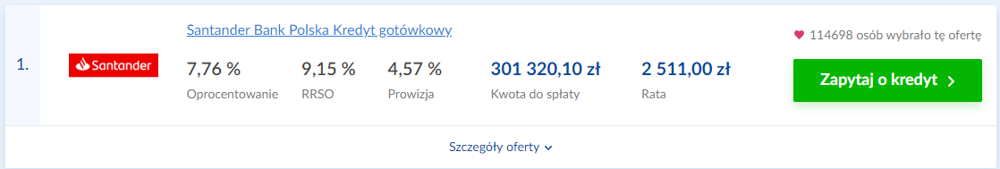 Santander Bank Polska Kredyt gotówkowy
114698 osób wybrało tę ofertę
1.
Santander
7,76 % 9,15 % 4,57 % 301 320,10 zł 2 511,00 zł
Oprocentowanie RRSO Prowizja Kwota do spłaty Rata
Zapytaj o kredyt
Szczegóły oferty